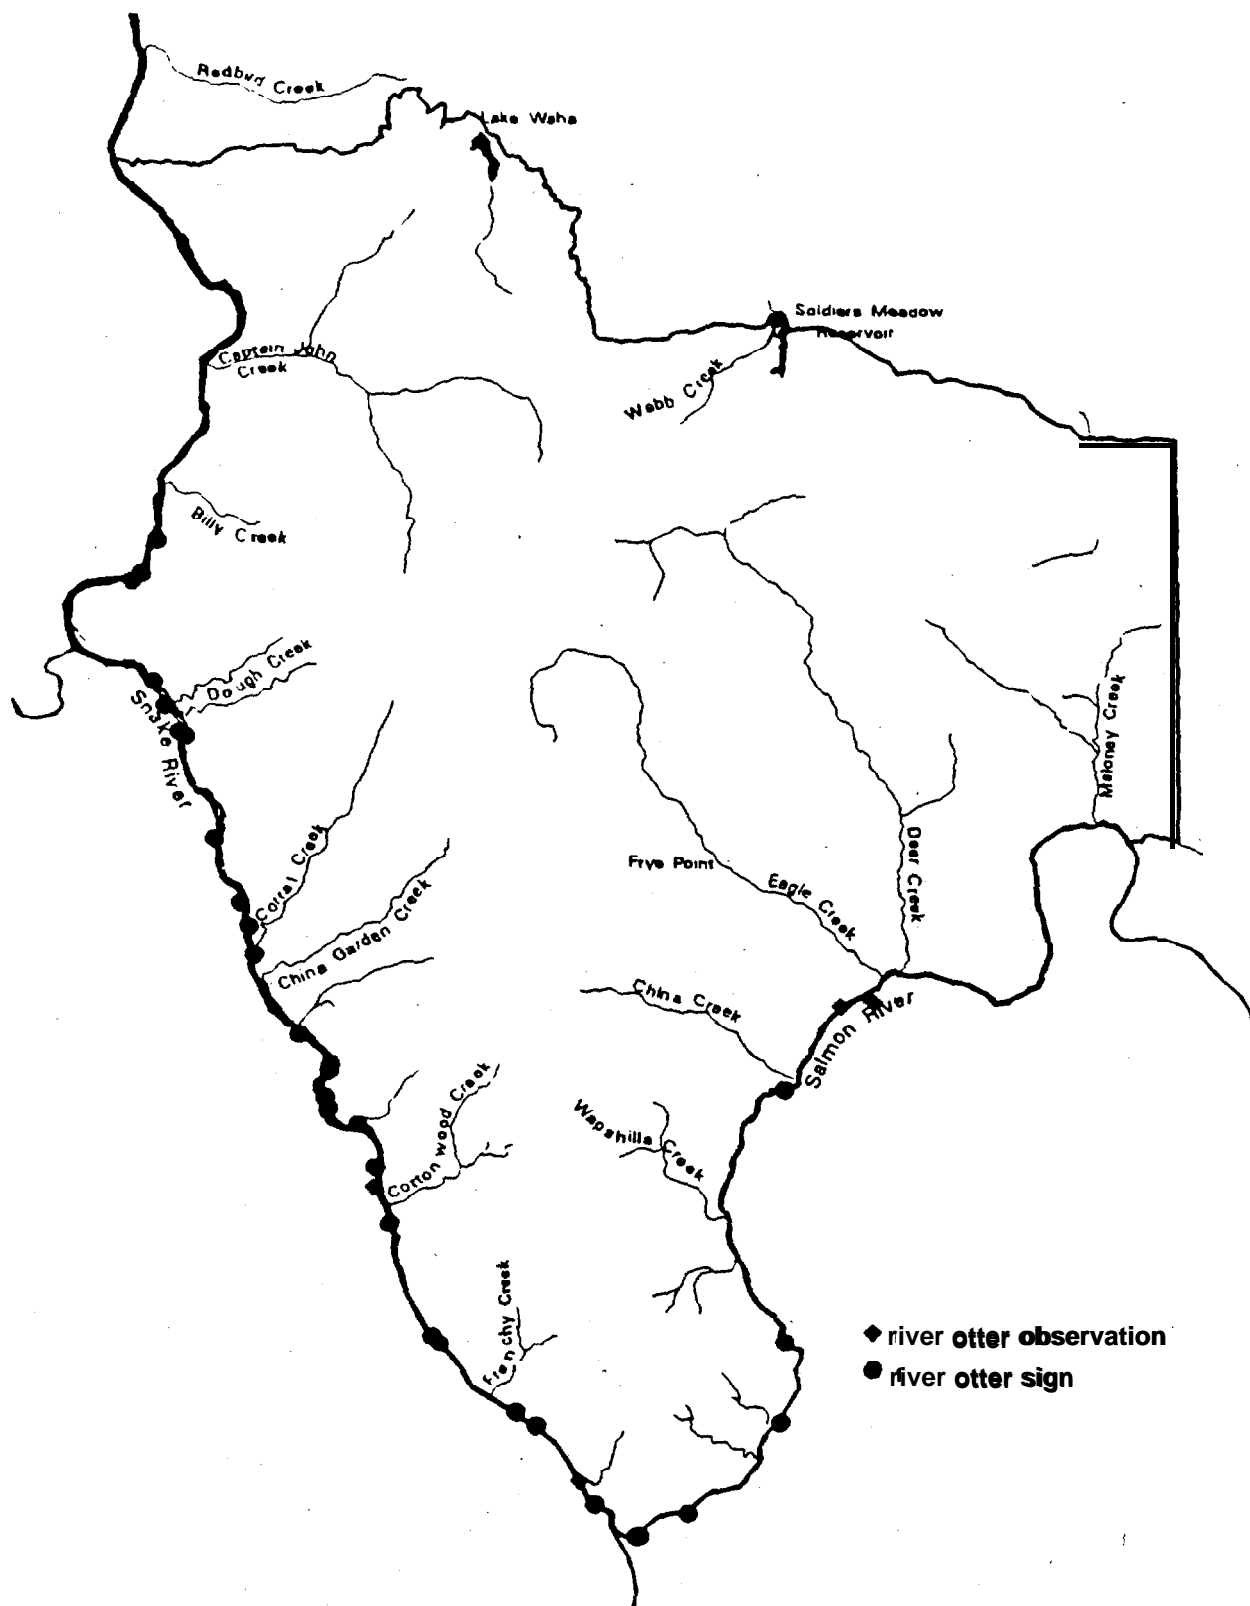 Redbird Creek
Lake Waha
Soldiers Meadow
Reservoir
Captain John
Creek
Webb Creek
Billy Creek
Dough Creek
Snake River
Maloney Creek
Corral Creek
Frye Point
Deer Creek
Eagle Creek
China Garden Creek
China Creek
Salmon River
Cottonwood Creek
Wapshilla Creek
Frenchy Creek
river otter observation
river otter sign